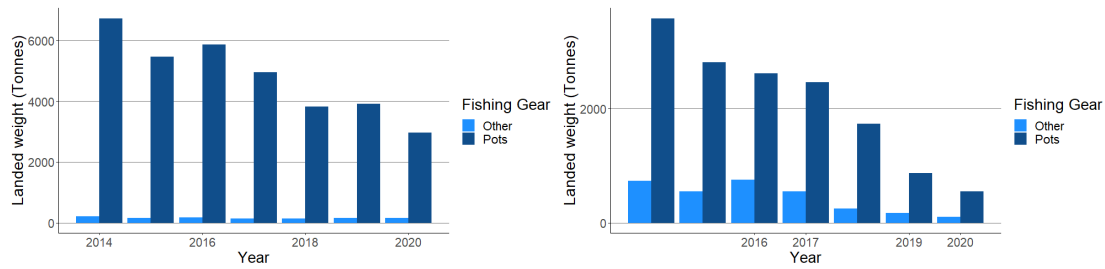 Landed weight (Tonnes)
6000
4000
2000
0
2014
2016
2018
2020
Year
Fishing Gear
Other
Pots
Landed weight (Tonnes)
2000
0
2016
2017
2019
2020
Year
Fishing Gear
Other
Pots